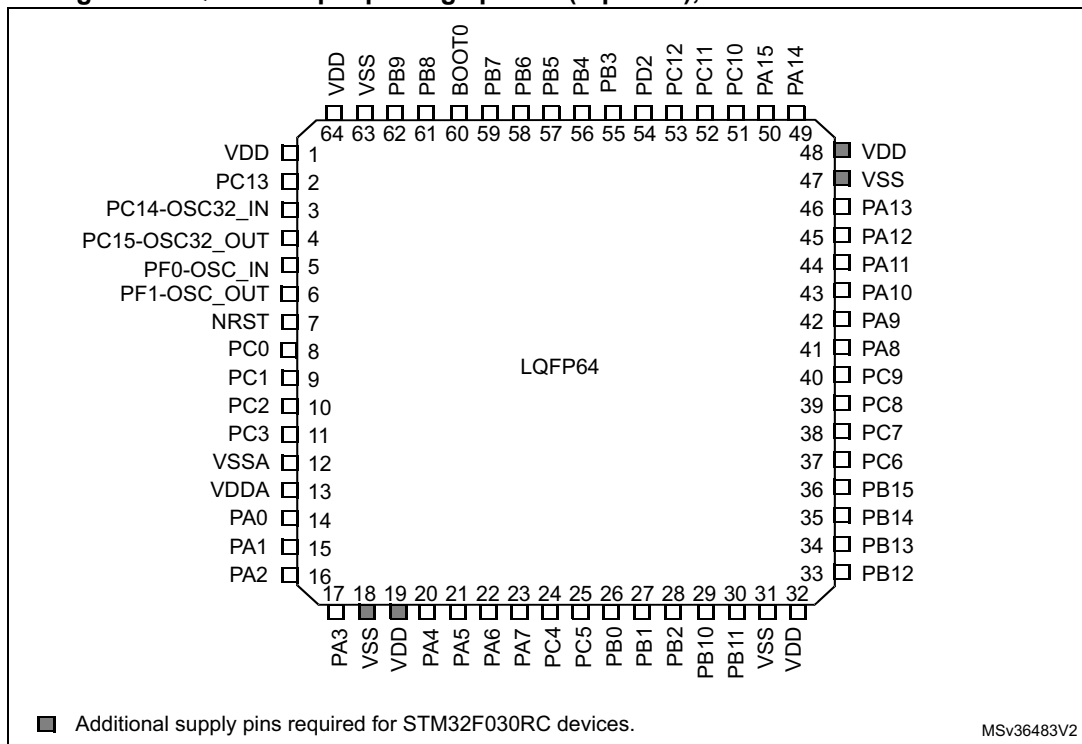 VDD
VSS
PB9
PB8
BOOT0
PB7
PB6
PB5
PB4
PB3
PD2
PC12
PC11
PC10
PA15
PA14
64 63 62 61 60 59 58 57 56 55 54 53 52 51 50 49
VDD 1
PC13 2
PC14-OSC32_IN 3
PC15-OSC32_OUT 4
PF0-OSC_IN 5
PF1-OSC_OUT 6
NRST 7
PC0 8
PC1 9
PC2 10
PC3 11
VSSA 12
VDDA 13
PA0 14
PA1 15
PA2 16
LQFP64
48 VDD
47 VSS
46 PA13
45 PA12
44 PA11
43 PA10
42 PA9
41 PA8
40 PC9
39 PC8
38 PC7
37 PC6
36 PB15
35 PB14
34 PB13
33 PB12
17 18 19 20 21 22 23 24 25 26 27 28 29 30 31 32
PA3
VSS
VDD
PA4
PA5
PA6
PA7
PC4
PC5
PB0
PB1
PB2
PB10
PB11
VSS
VDD
Additional supply pins required for STM32F030RC devices.
MSv36483V2